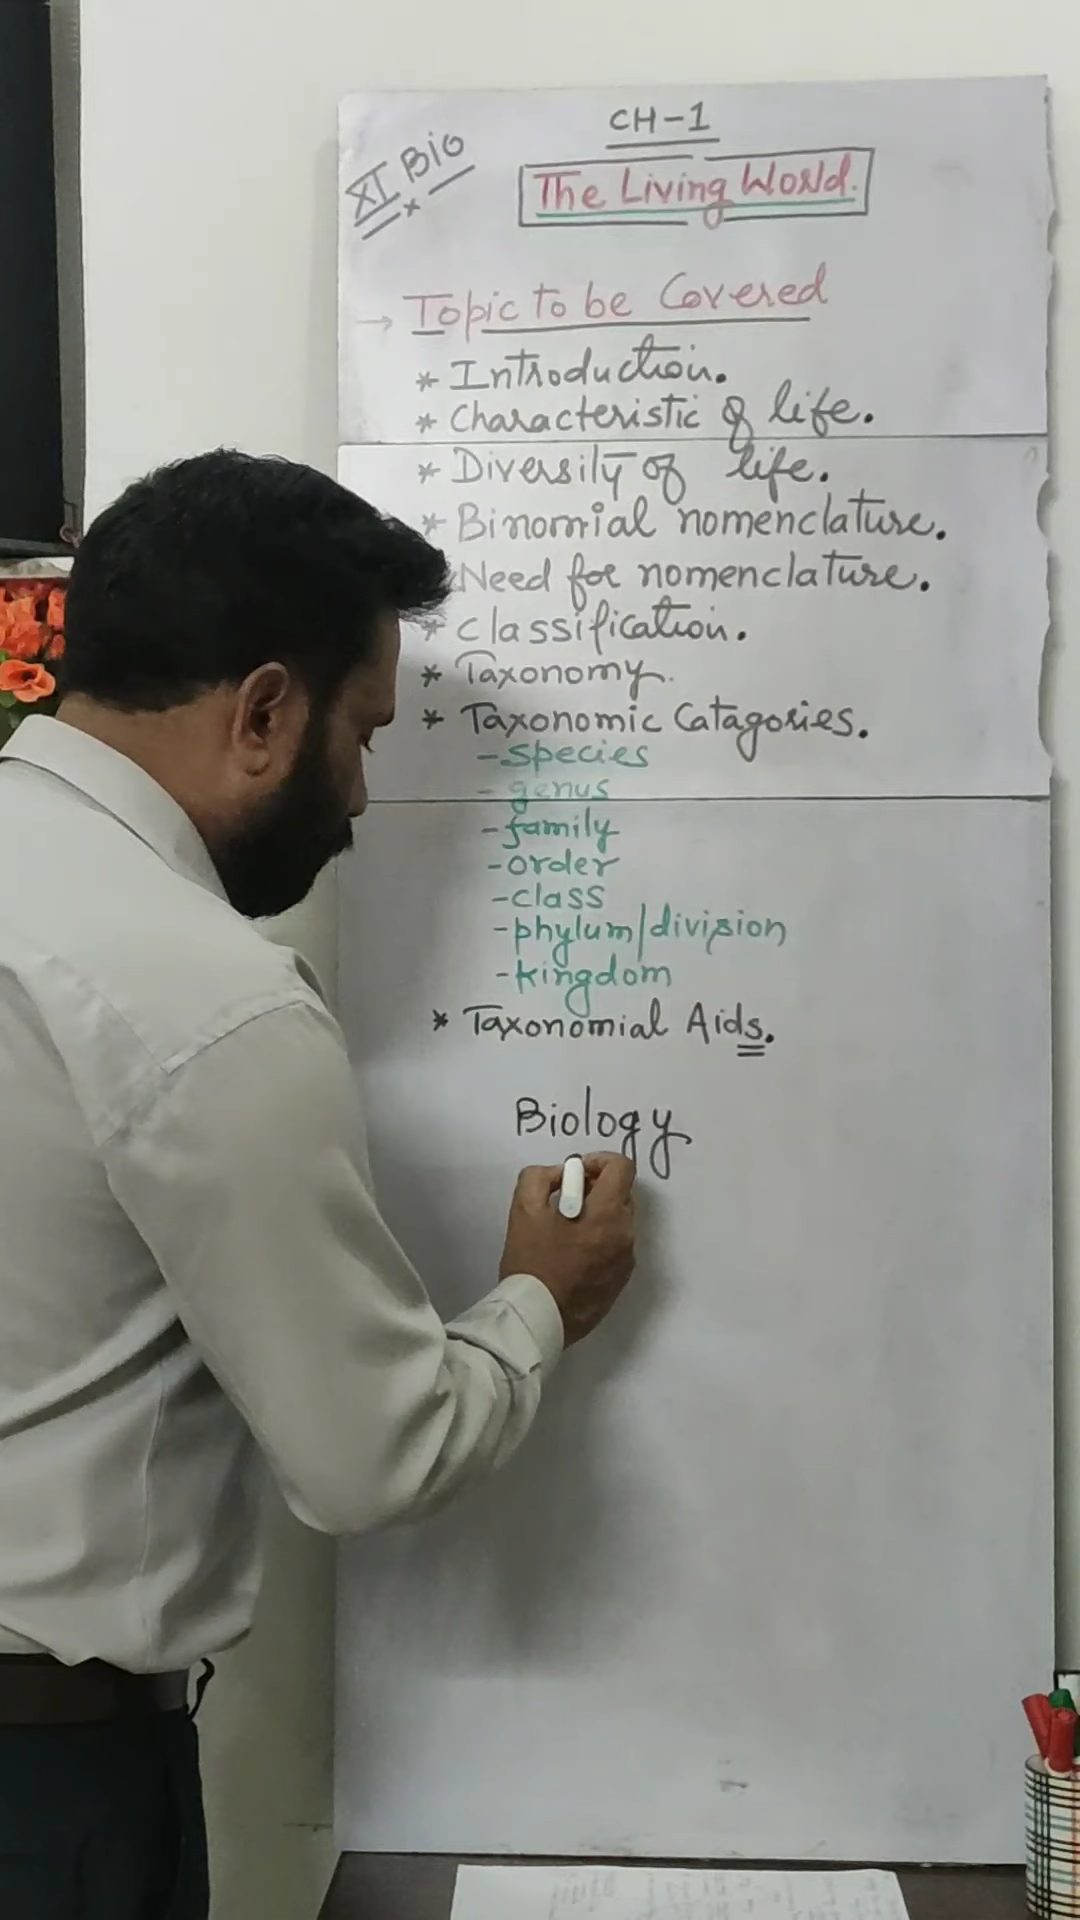 CH-1
XI Bio
The Living World.
→ Topic to be Covered
* Introduction.
* Characteristic of life.
* Diversity of life.
* Binomial nomenclature.
Need for nomenclature.
* Classification.
* Taxonomy.
* Taxonomic Catagories.
- species
- genus
- family
- order
- class
- phylum/division
- kingdom
* Taxonomial Aids.
Biology